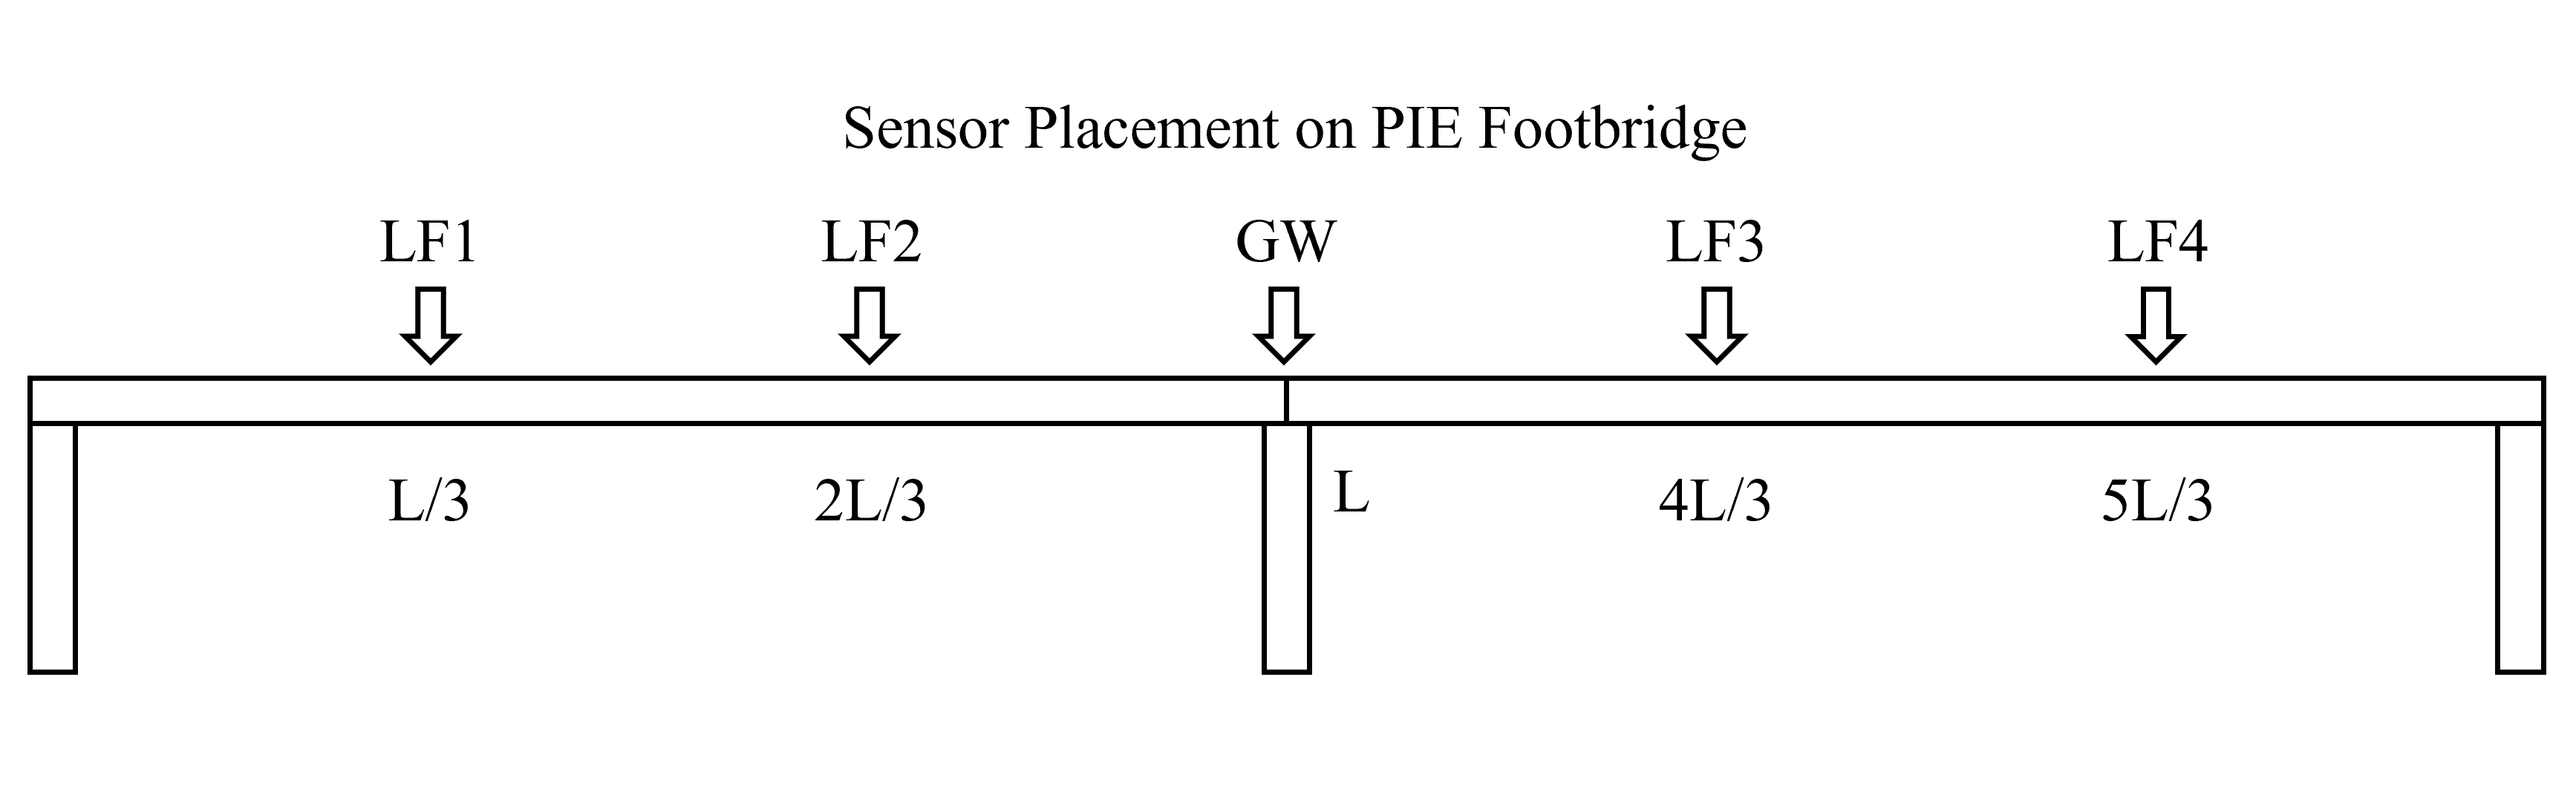 Sensor Placement on PIE Footbridge
LF1 LF2 GW LF3 LF4
L/3 2L/3 L 4L/3 5L/3